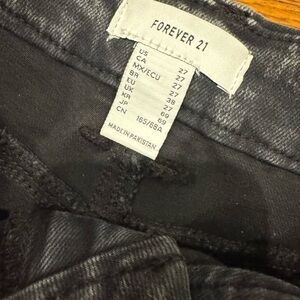 FOREVER 21
US 27
CA 27
MX/ECU 27
BR 27
EU 27
UK 27
KR 38
JP 69
CN 165/68A
MADE IN PAKISTAN